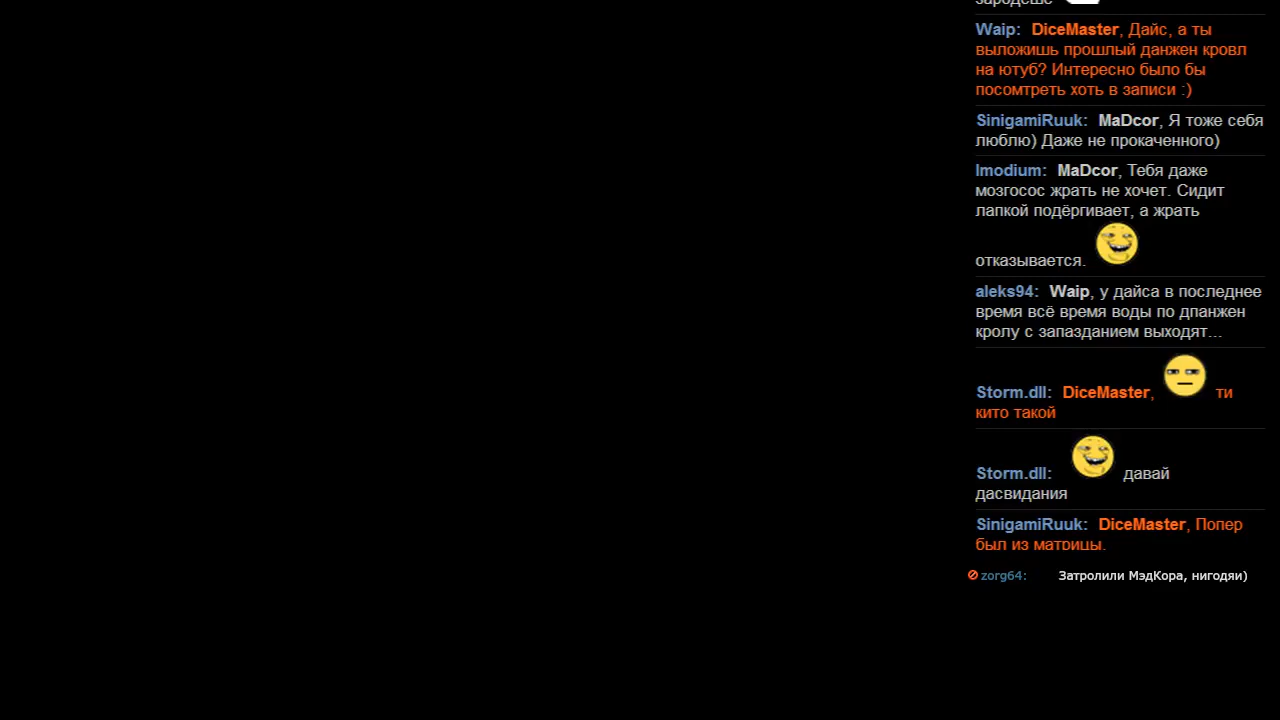 зародеше
Waip: DiceMaster, Дайс, а ты
выложишь прошлый данжен кровл
на ютуб? Интересно было бы
посомтреть хоть в записи :)
SinigamiRuuk: MaDcor, Я тоже себя
люблю) Даже не прокаченного)
Imodium: MaDcor, Тебя даже
мозгосос жрать не хочет. Сидит
лапкой подёргивает, а жрать
отказывается.
aleks94: Waip, у дайса в последнее
время всё время воды по дпанжен
кролу с запазданием выходят...
Storm.dll: DiceMaster, ти
кито такой
Storm.dll: давай
дасвидания
SinigamiRuuk: DiceMaster, Попер
был из матрицы.
zorg64: Затролили МэдКора, нигодяи)